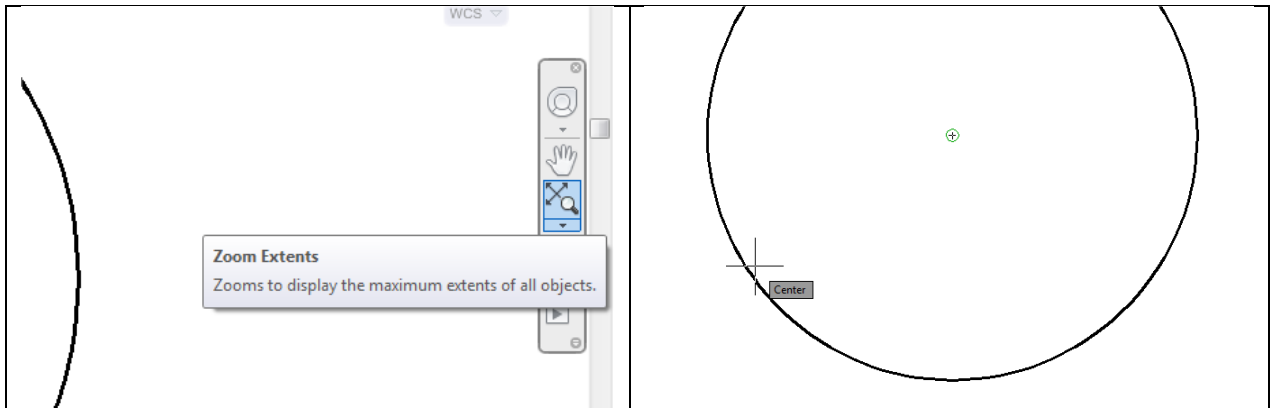 WCS
Zoom Extents
Zooms to display the maximum extents of all objects.
Center